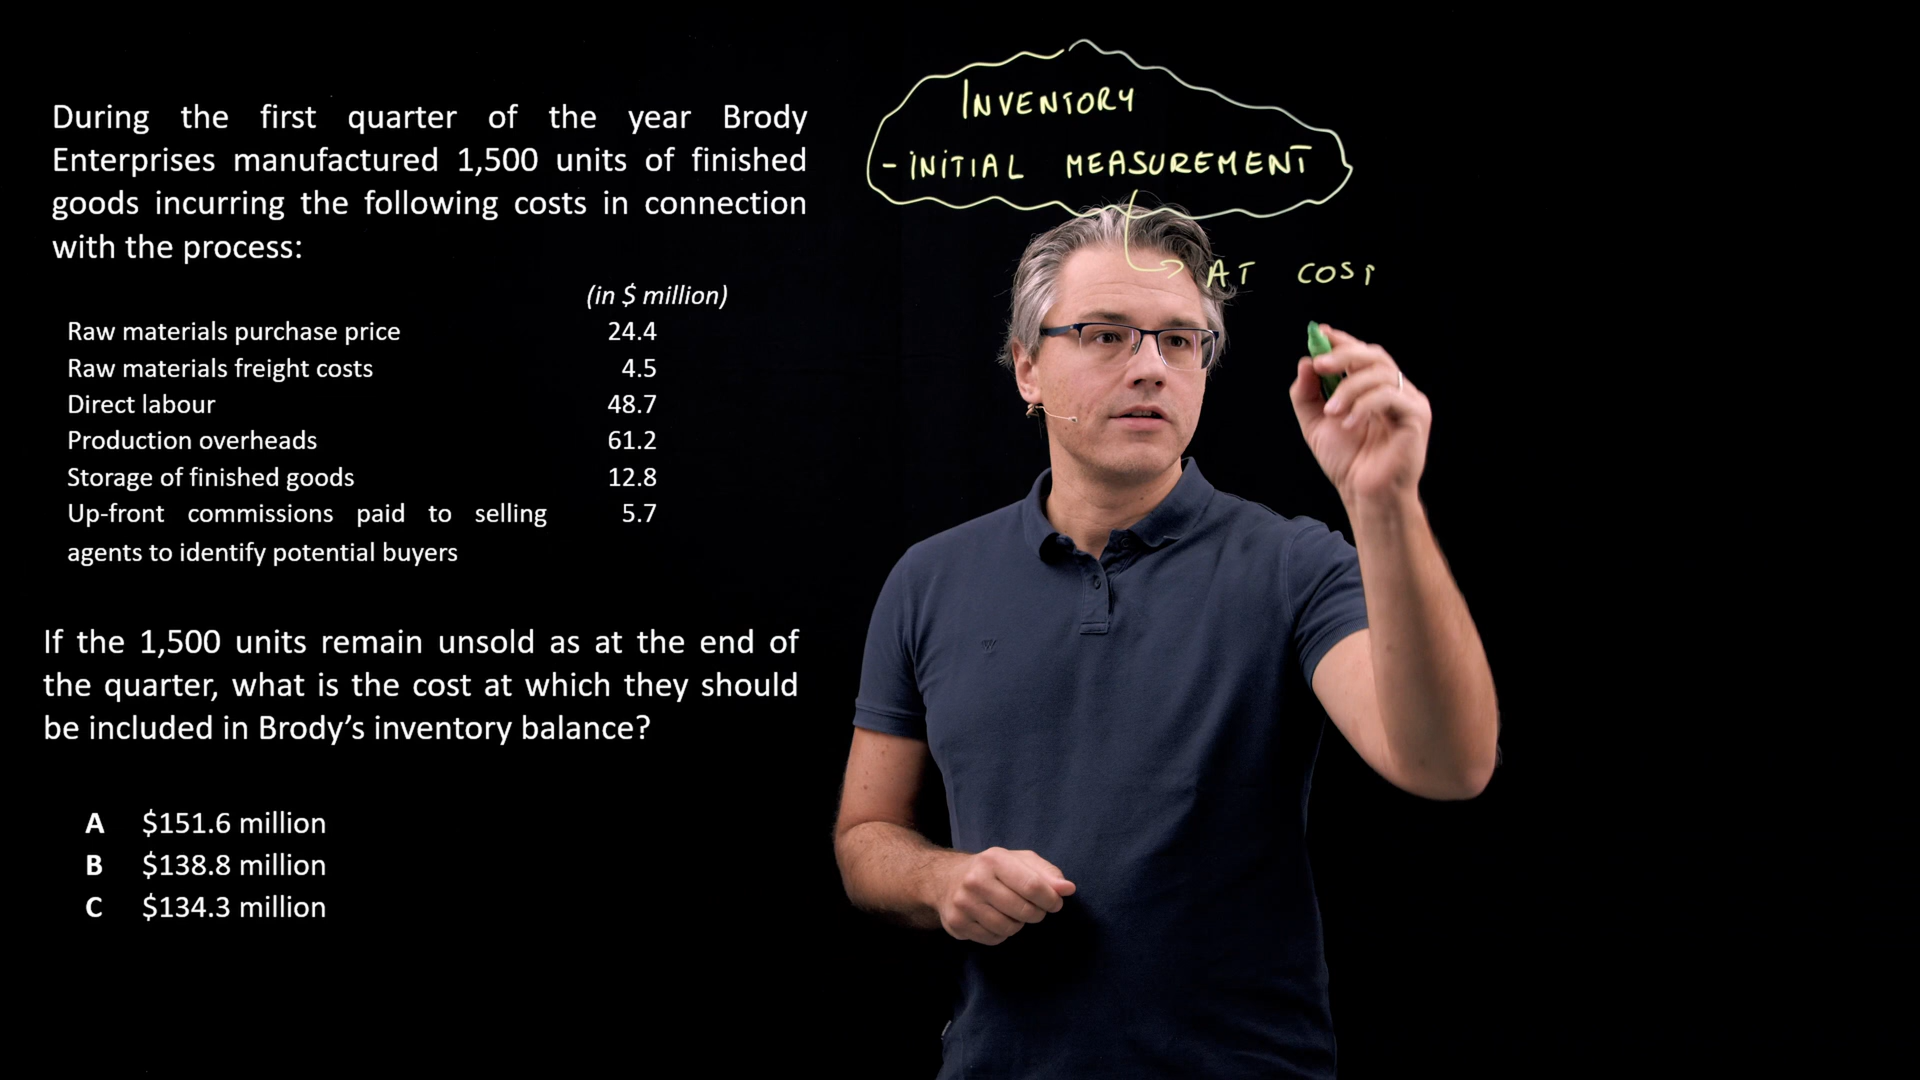 During the first quarter of the year Brody
Enterprises manufactured 1,500 units of finished
goods incurring the following costs in connection
with the process:
(in $ million)
Raw materials purchase price 24.4
Raw materials freight costs 4.5
Direct labour 48.7
Production overheads 61.2
Storage of finished goods 12.8
Up-front commissions paid to selling 5.7
agents to identify potential buyers
If the 1,500 units remain unsold as at the end of
the quarter, what is the cost at which they should
be included in Brody’s inventory balance?
A $151.6 million
B $138.8 million
C $134.3 million
INVENTORY
- INITIAL MEASUREMENT
AT COST